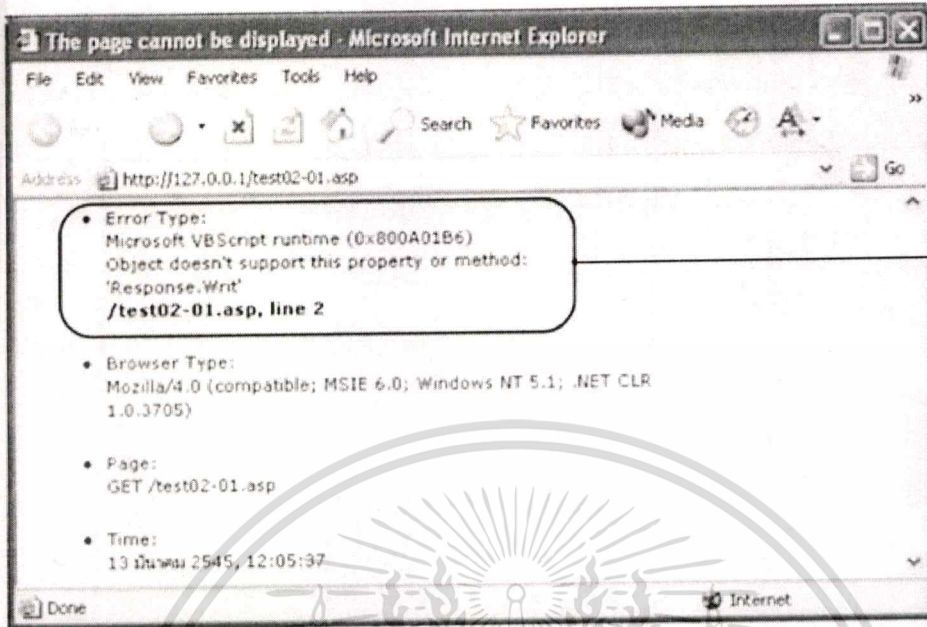 The page cannot be displayed - Microsoft Internet Explorer
File Edit View Favorites Tools Help
Search Favorites Media
Address http://127.0.0.1/test02-01.asp Go
• Error Type:
Microsoft VBScript runtime (0x800A01B6)
Object doesn't support this property or method:
'Response.Writ'
/test02-01.asp, line 2
• Browser Type:
Mozilla/4.0 (compatible; MSIE 6.0; Windows NT 5.1; .NET CLR
1.0.3705)
• Page:
GET /test02-01.asp
• Time:
13 มีนาคม 2545, 12:05:37
Done Internet